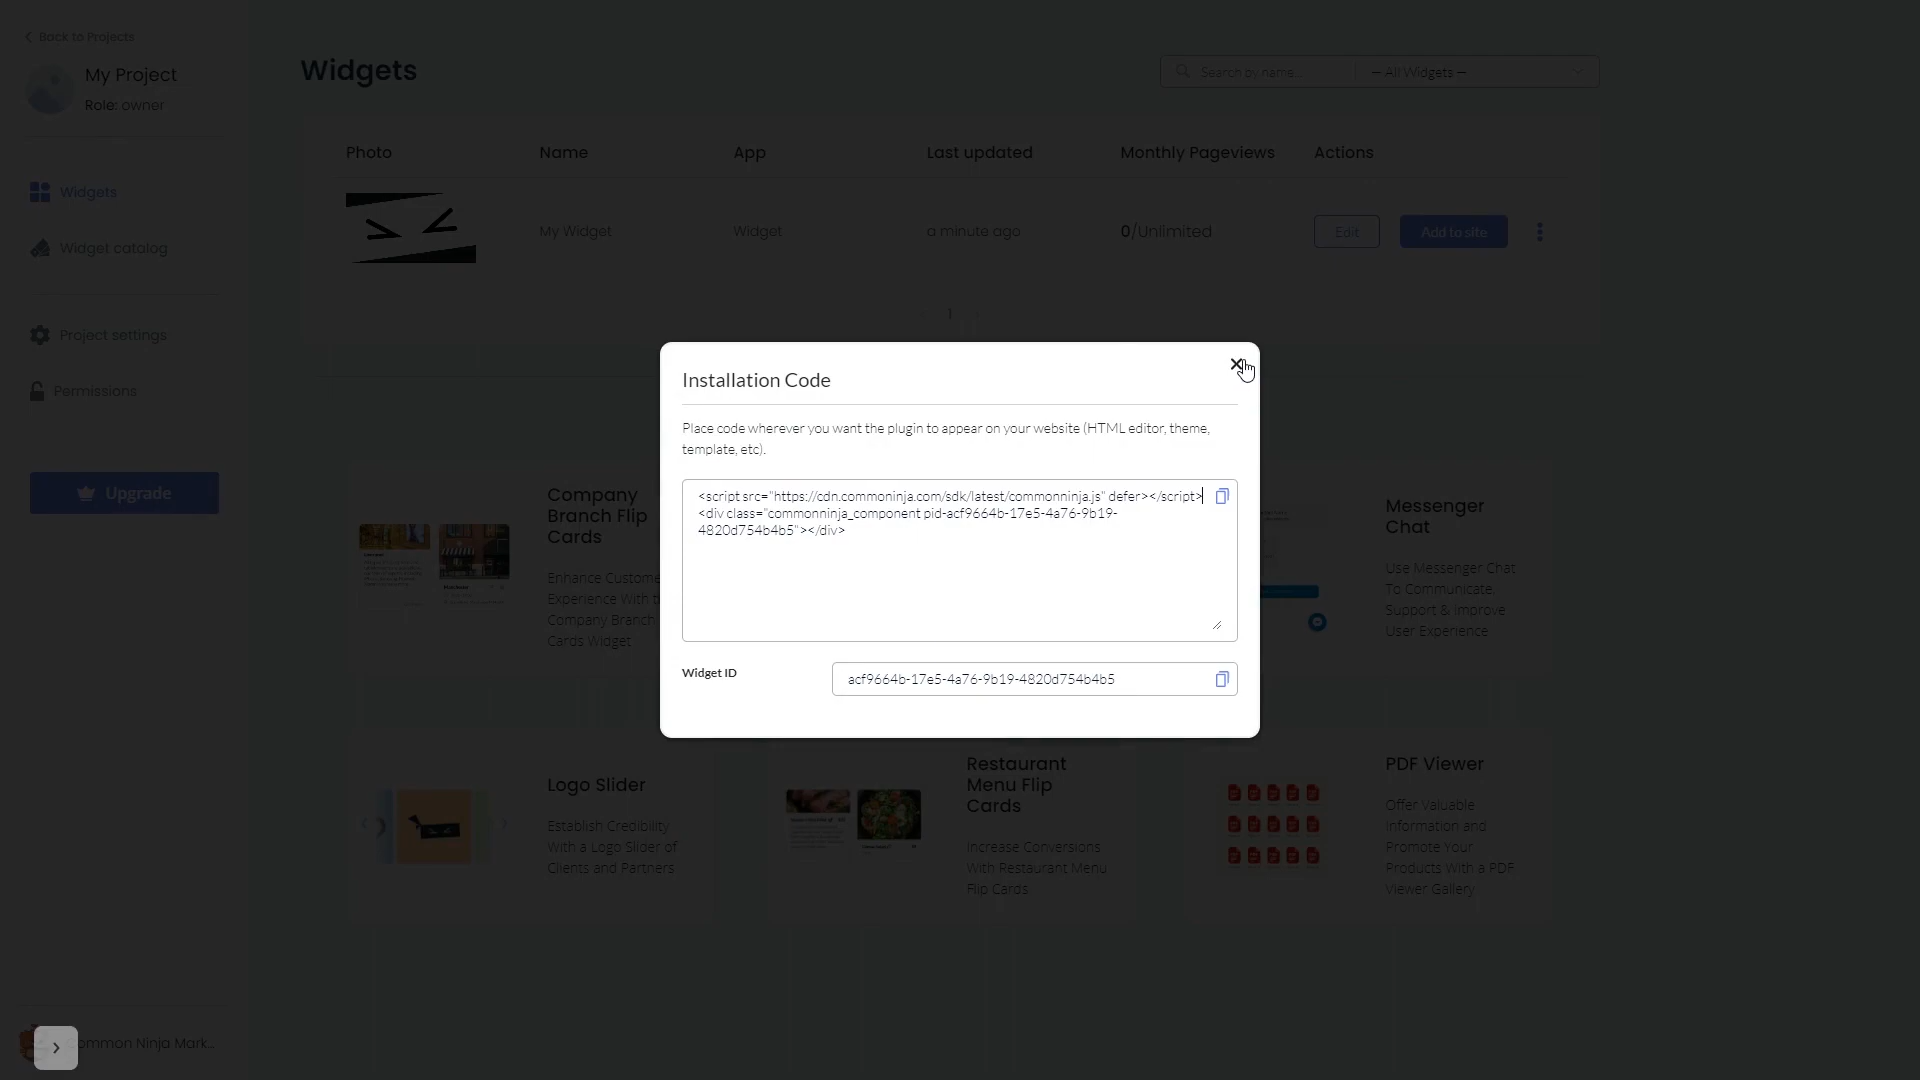 Back to Projects
My Project
Role: owner
Widgets
Widget catalog
Project settings
Permissions
Upgrade
Widgets
Search by name...
— All Widgets —
Photo Name App Last updated Monthly Pageviews Actions
My Widget Widget a minute ago 0/Unlimited Edit Add to site
1
Installation Code
Place code wherever you want the plugin to appear on your website (HTML editor, theme,
template, etc).
<script src="https://cdn.commoninja.com/sdk/latest/commonninja.js" defer></script>
<div class="commonninja_component pid-acf9664b-17e5-4a76-9b19-
4820d754b4b5"></div>
Widget ID
acf9664b-17e5-4a76-9b19-4820d754b4b5
Company
Branch Flip
Cards
Enhance Custome
Experience With t
Company Branch
Cards Widget
Messenger
Chat
Use Messenger Chat
To Communicate,
Support & Improve
User Experience
Logo Slider
Establish Credibility
With a Logo Slider of
Clients and Partners
Restaurant
Menu Flip
Cards
Increase Conversions
With Restaurant Menu
Flip Cards
PDF Viewer
Offer Valuable
Information and
Promote Your
Products With a PDF
Viewer Gallery
ommon Ninja Mark...